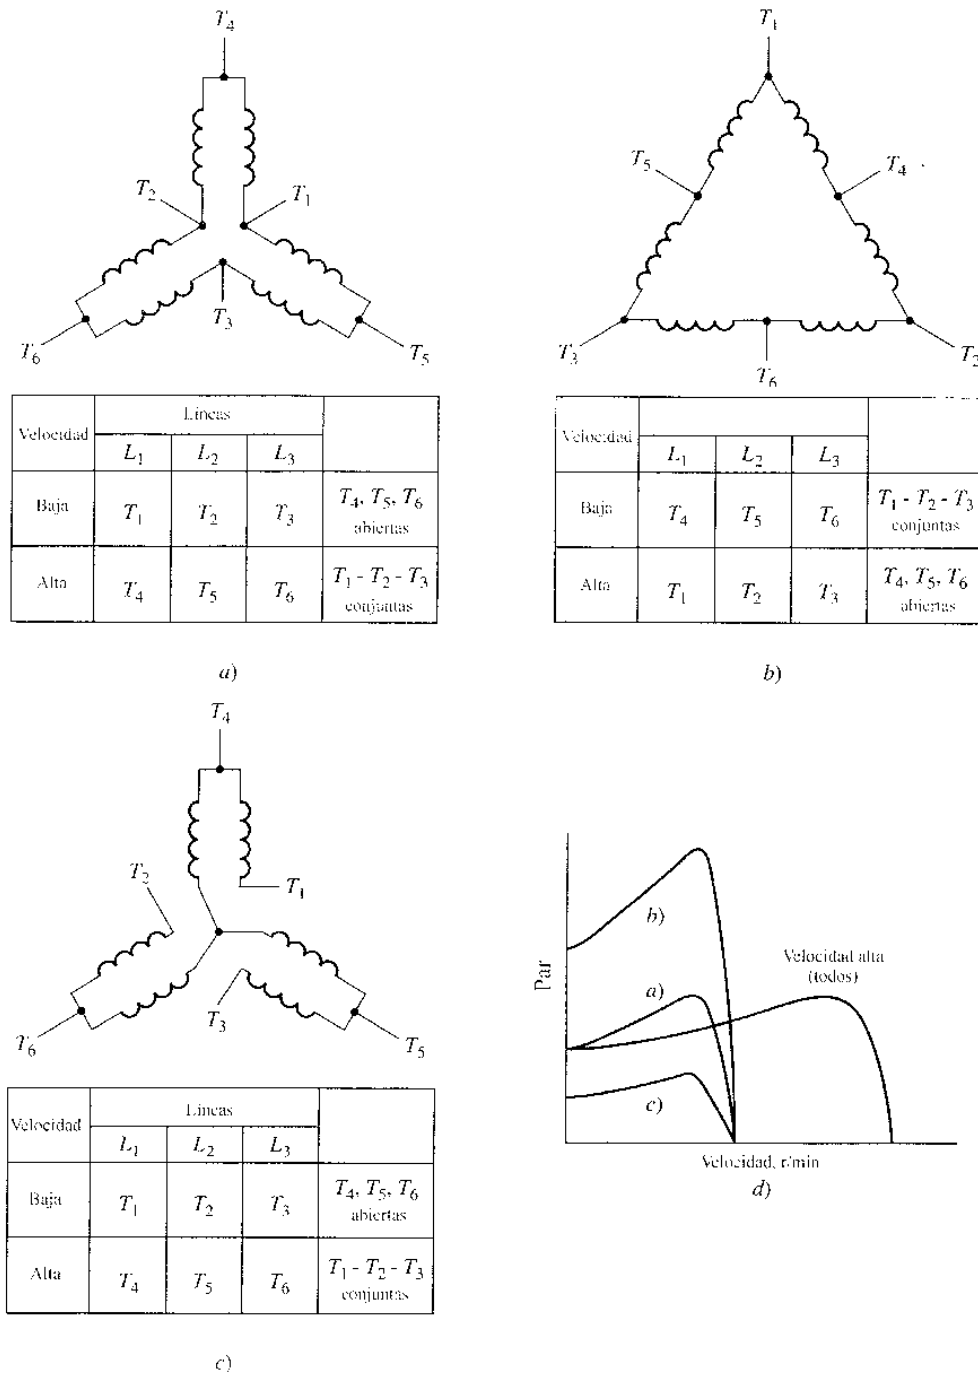 T4
T2
T1
T3
T6
T5
Líneas
Velocidad
L1 L2 L3
Baja T1 T2 T3 T4, T5, T6
abiertas
Alta T4 T5 T6 T1 - T2 - T3
conjuntas
a)
T1
T5
T4
T3
T6
T2
Velocidad
L1 L2 L3
Baja T4 T5 T6 T1 - T2 - T3
conjuntas
Alta T1 T2 T3 T4, T5, T6
abiertas
b)
T4
T2
T1
T3
T6
T5
Líneas
Velocidad
L1 L2 L3
Baja T1 T2 T3 T4, T5, T6
abiertas
Alta T4 T5 T6 T1 - T2 - T3
conjuntas
c)
Par
b)
a)
c)
Velocidad alta
(todos)
Velocidad, r/min
d)